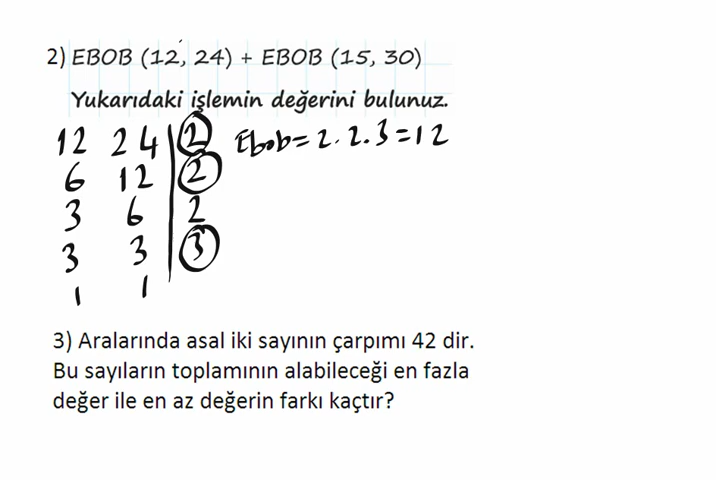 2) EBOB (12, 24) + EBOB (15, 30)
Yukarıdaki işlemin değerini bulunuz.
12 24 | 2 Ebob = 2. 2. 3 = 12
6 12 | 2
3 6 | 2
3 3 | 3
1 1
3) Aralarında asal iki sayının çarpımı 42 dir.
Bu sayıların toplamının alabileceği en fazla
değer ile en az değerin farkı kaçtır?